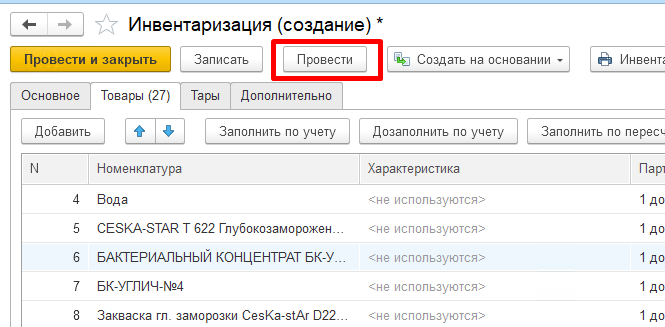 Инвентаризация (создание) *
Провести и закрыть Записать Провести Создать на основании Инвента
Основное Товары (27) Тары Дополнительно
Добавить Заполнить по учету Дозаполнить по учету Заполнить по пересч
N Номенклатура Характеристика Парт
4 Вода <не используются> 1 до
5 CESKA-STAR T 622 Глубокозаморожен... <не используются> 1 до
6 БАКТЕРИАЛЬНЫЙ КОНЦЕНТРАТ БК-У... <не используются> 1 до
7 БК-УГЛИЧ-№4 <не используются> 1 до
8 Закваска гл. заморозки CesKa-stAr D22... <не используются> 1 до